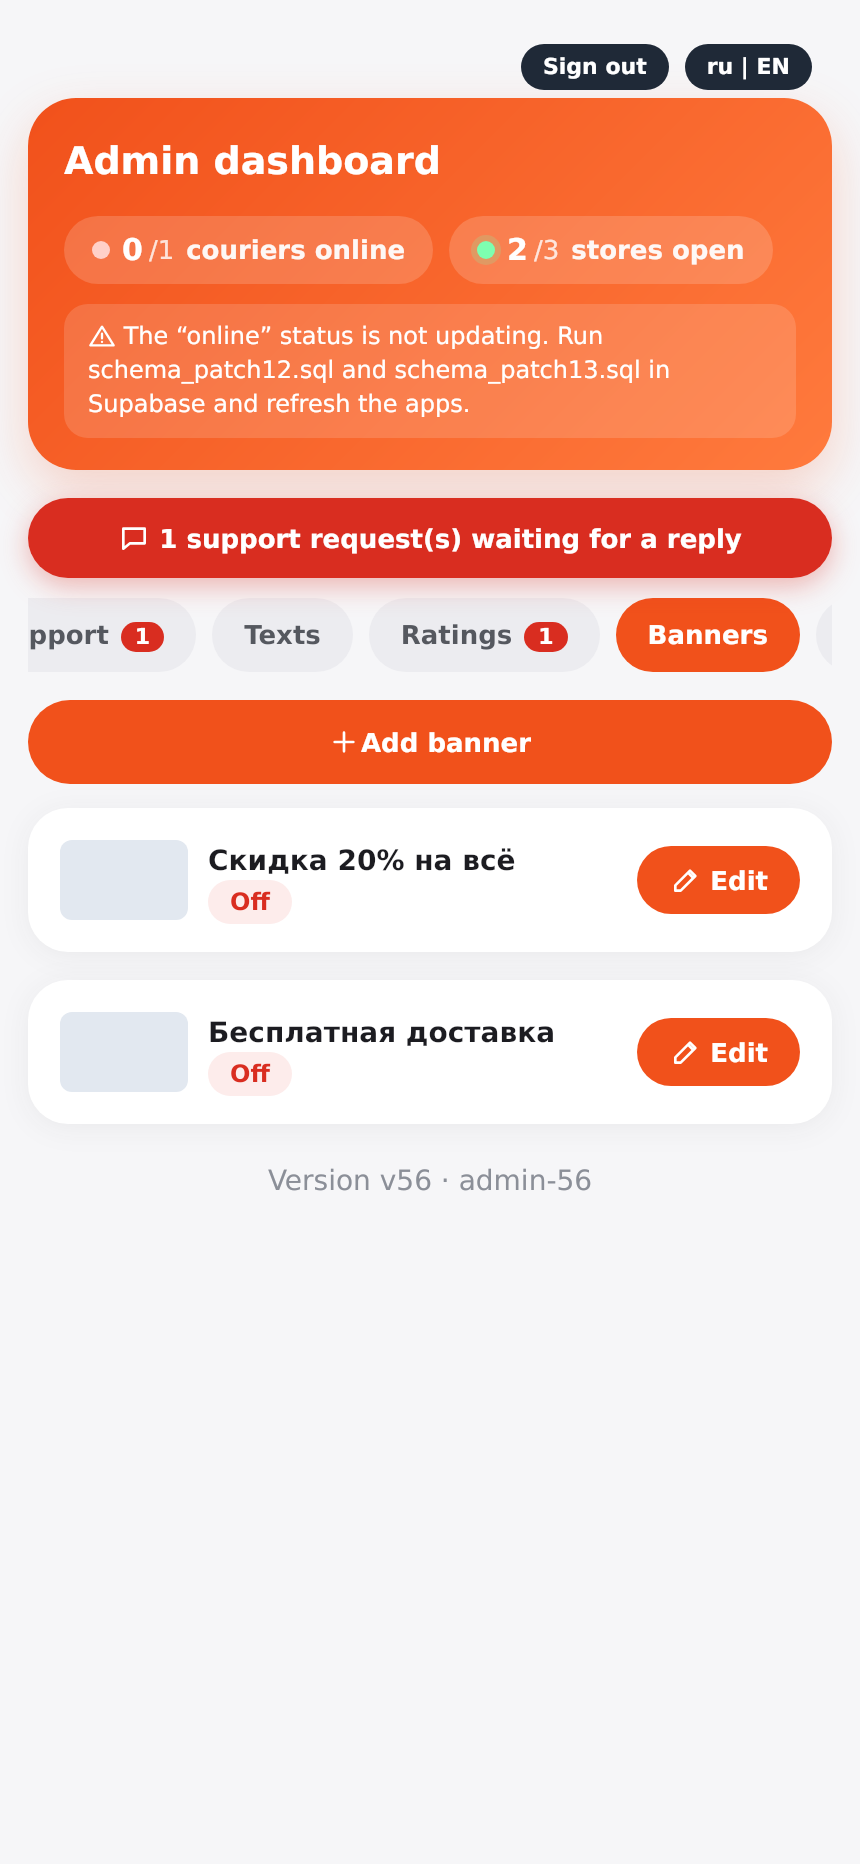 Sign out
ru | EN
Admin dashboard
0 /1 couriers online
2 /3 stores open
The “online” status is not updating. Run
schema_patch12.sql and schema_patch13.sql in
Supabase and refresh the apps.
1 support request(s) waiting for a reply
pport 1
Texts
Ratings 1
Banners
+ Add banner
Скидка 20% на всё
Off
Edit
Бесплатная доставка
Off
Edit
Version v56 · admin-56